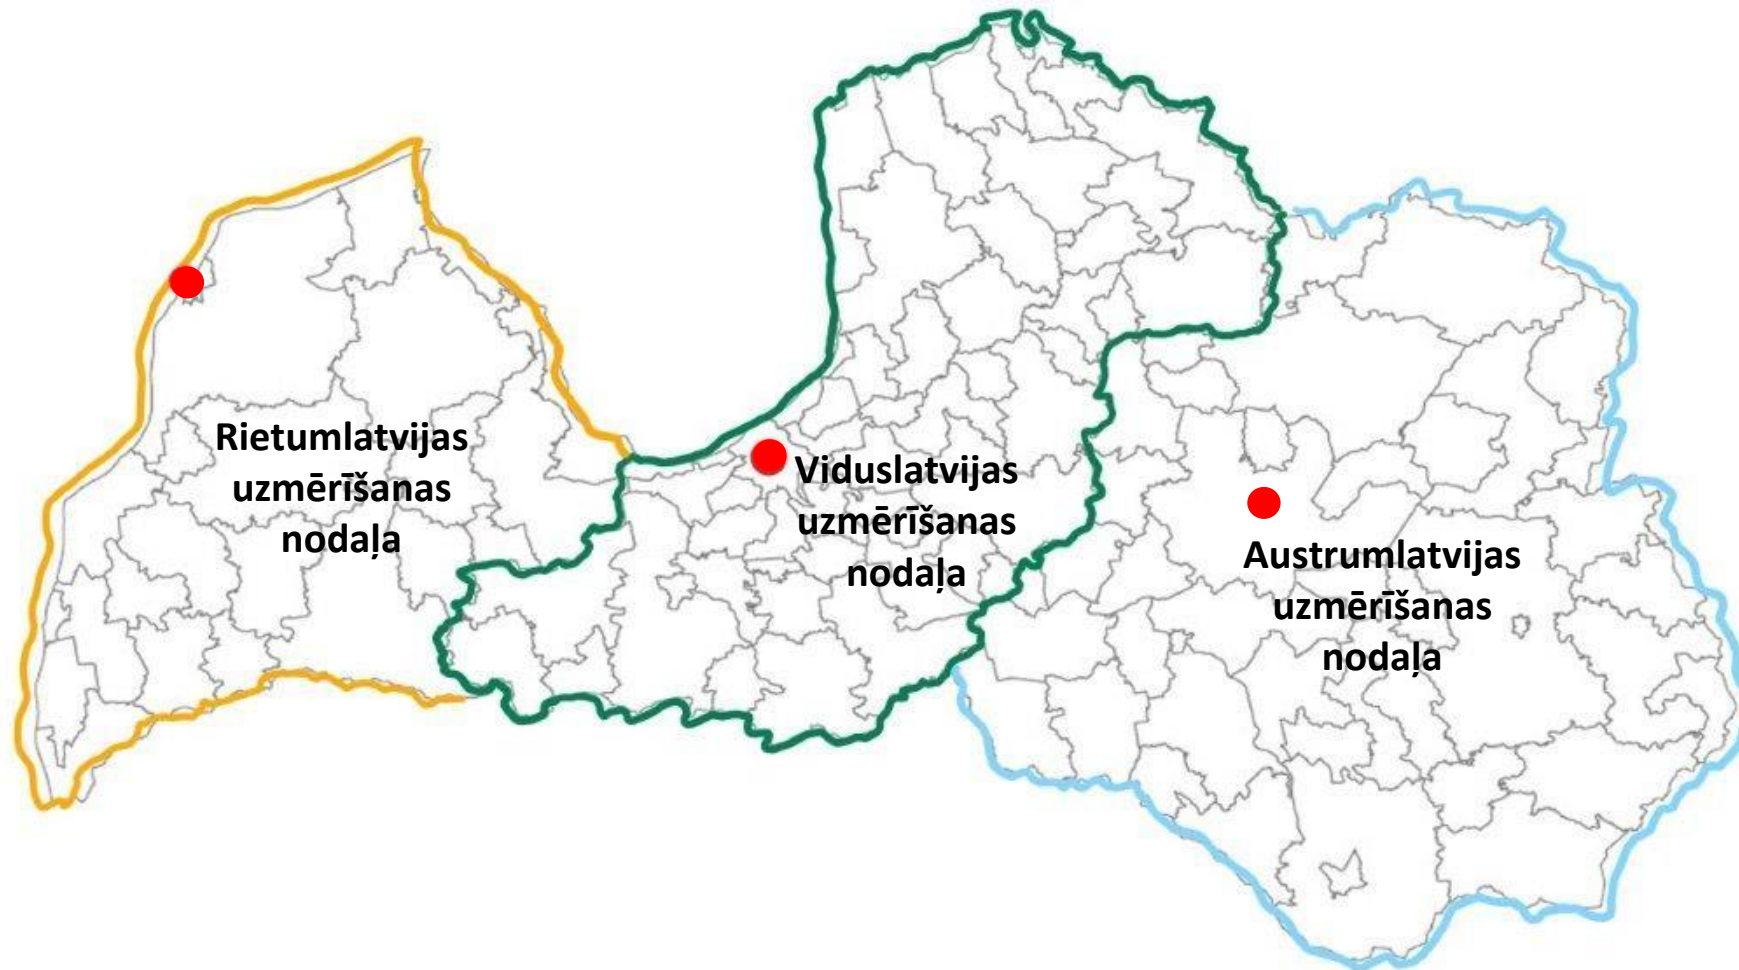 Rietumlatvijas
uzmērīšanas
nodaļa
Viduslatvijas
uzmērīšanas
nodaļa
Austrumlatvijas
uzmērīšanas
nodaļa